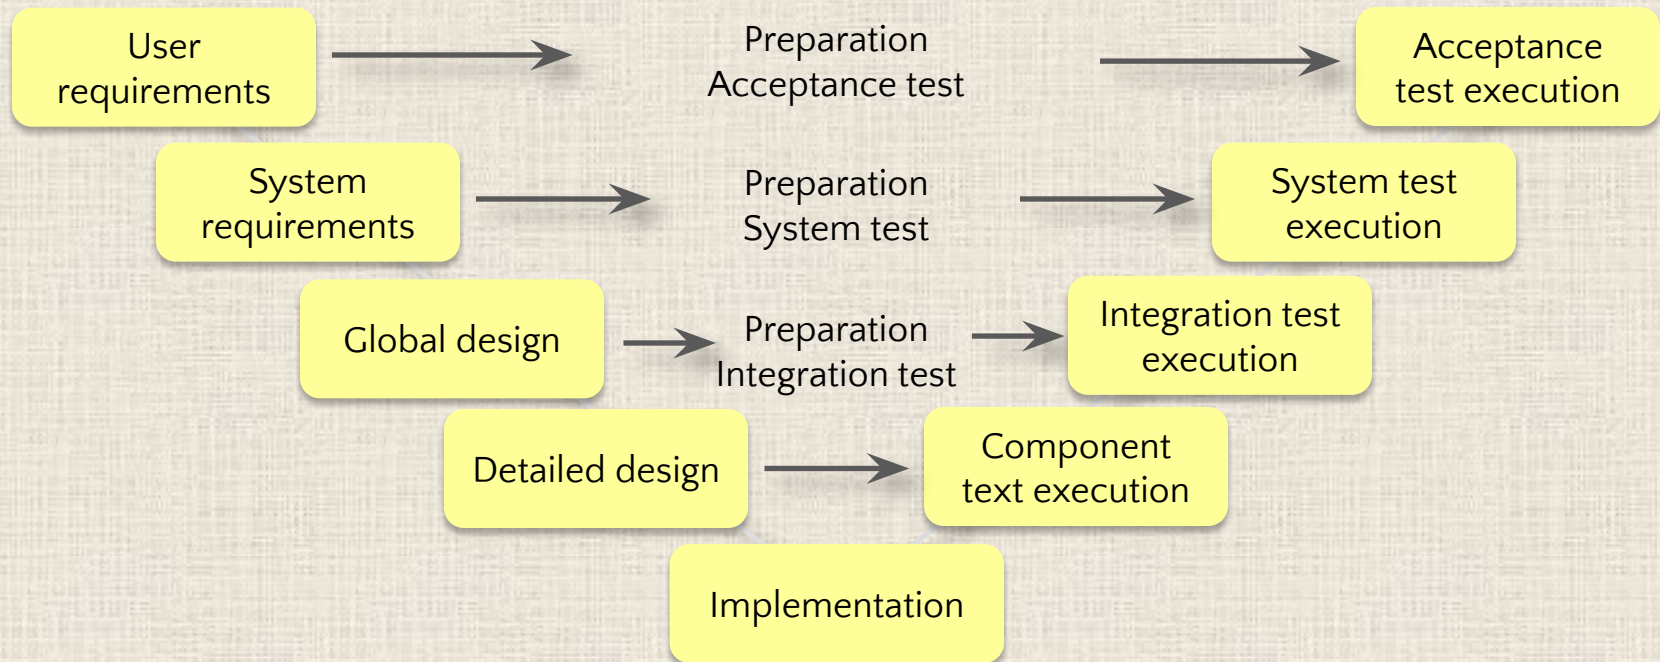 User
requirements
Preparation
Acceptance test
Acceptance
test execution
System
requirements
Preparation
System test
System test
execution
Global design
Preparation
Integration test
Integration test
execution
Detailed design
Component
text execution
Implementation